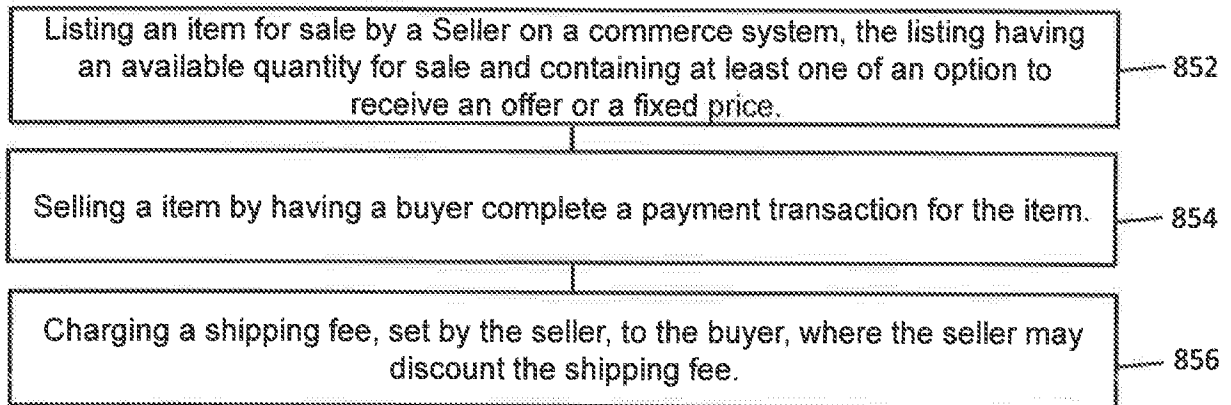 Listing an item for sale by a Seller on a commerce system, the listing having
an available quantity for sale and containing at least one of an option to
receive an offer or a fixed price.
852
Selling a item by having a buyer complete a payment transaction for the item.
854
Charging a shipping fee, set by the seller, to the buyer, where the seller may
discount the shipping fee.
856